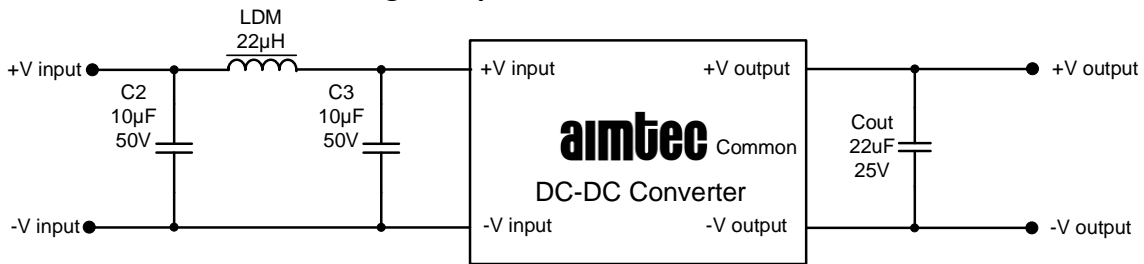 LDM
22µH
+V input
C2
10µF
50V
C3
10µF
50V
-V input
+V input
+V output
aimtec Common
DC-DC Converter
-V input
-V output
Cout
22uF
25V
+V output
-V output